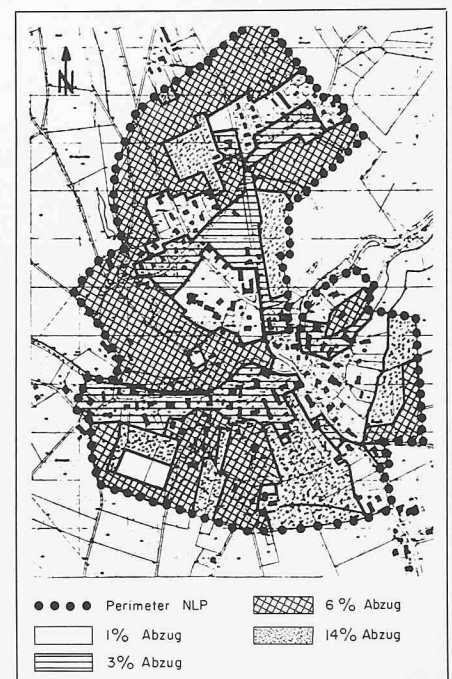 N
Perimeter NLP
1% Abzug
3% Abzug
6% Abzug
14% Abzug